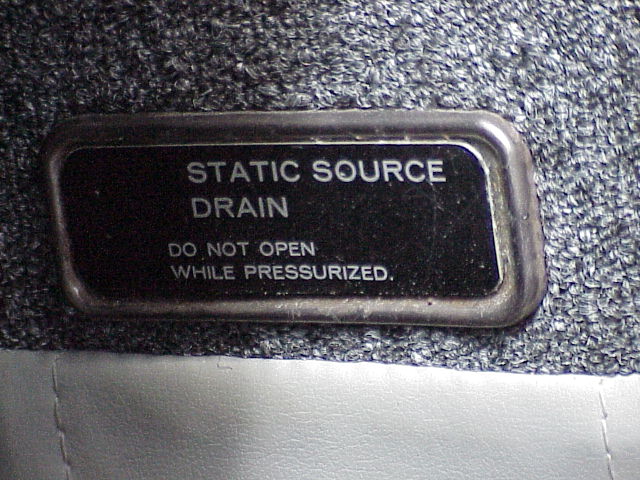 STATIC SOURCE
DRAIN
DO NOT OPEN
WHILE PRESSURIZED.